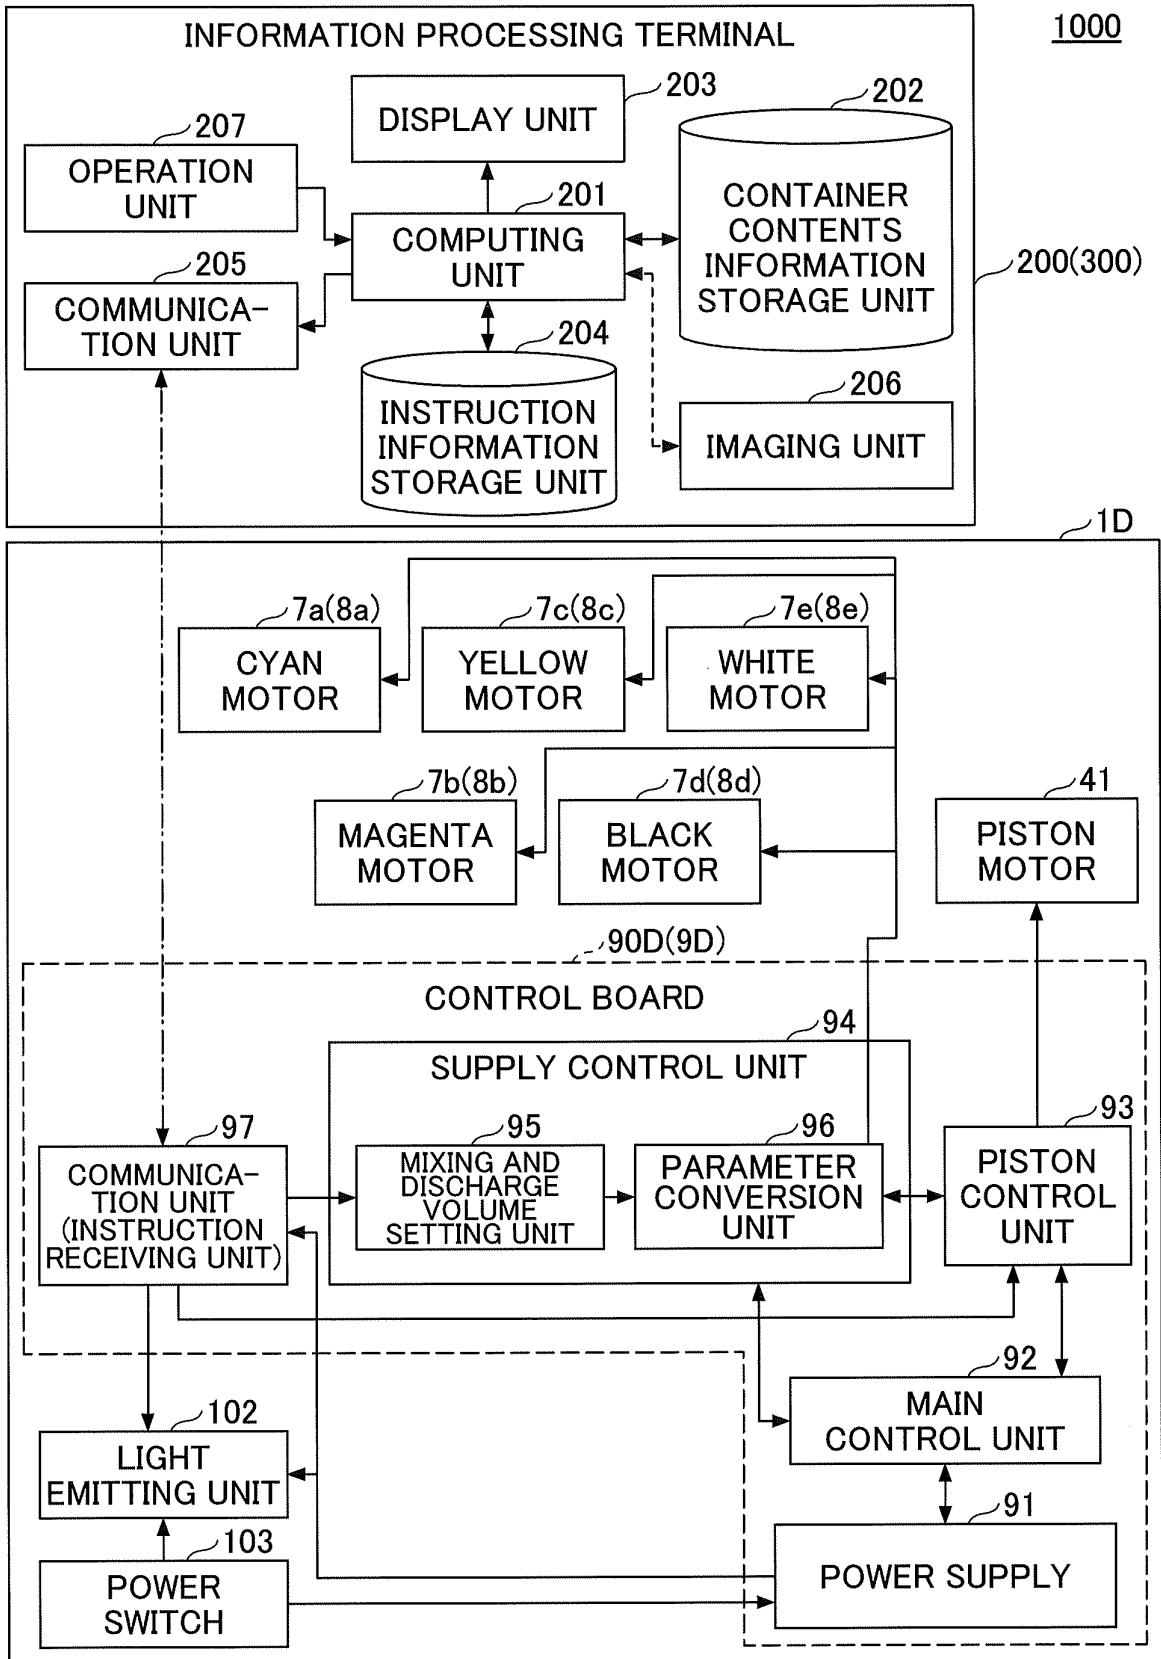 1000
INFORMATION PROCESSING TERMINAL
203
DISPLAY UNIT
202
CONTAINER
CONTENTS
INFORMATION
STORAGE UNIT
207
OPERATION
UNIT
201
COMPUTING
UNIT
200(300)
205
COMMUNICA-
TION UNIT
204
INSTRUCTION
INFORMATION
STORAGE UNIT
206
IMAGING UNIT
1D
7a(8a)
CYAN
MOTOR
7c(8c)
YELLOW
MOTOR
7e(8e)
WHITE
MOTOR
7b(8b)
MAGENTA
MOTOR
7d(8d)
BLACK
MOTOR
41
PISTON
MOTOR
90D(9D)
CONTROL BOARD
94
SUPPLY CONTROL UNIT
97
COMMUNICA-
TION UNIT
(INSTRUCTION
RECEIVING UNIT)
95
MIXING AND
DISCHARGE
VOLUME
SETTING UNIT
96
PARAMETER
CONVERSION
UNIT
93
PISTON
CONTROL
UNIT
92
MAIN
CONTROL UNIT
102
LIGHT
EMITTING UNIT
91
POWER SUPPLY
103
POWER
SWITCH